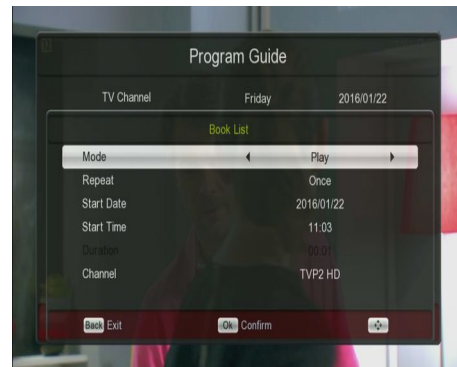 Program Guide
TV Channel Friday 2016/01/22
Book List
Mode Play
Repeat Once
Start Date 2016/01/22
Start Time 11:03
Duration 00:01
Channel TVP2 HD
Back Exit Ok Confirm